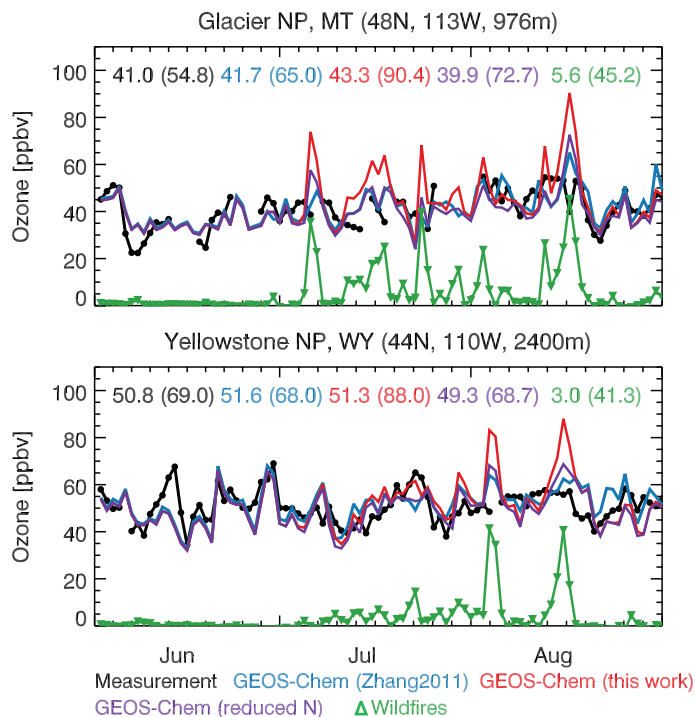 Glacier NP, MT (48N, 113W, 976m)
100
41.0 (54.8) 41.7 (65.0) 43.3 (90.4) 39.9 (72.7) 5.6 (45.2)
80
60
40
20
0
Ozone [ppbv]
Yellowstone NP, WY (44N, 110W, 2400m)
100
50.8 (69.0) 51.6 (68.0) 51.3 (88.0) 49.3 (68.7) 3.0 (41.3)
80
60
40
20
0
Ozone [ppbv]
Jun Jul Aug
Measurement GEOS-Chem (Zhang2011) GEOS-Chem (this work)
GEOS-Chem (reduced N) Δ Wildfires